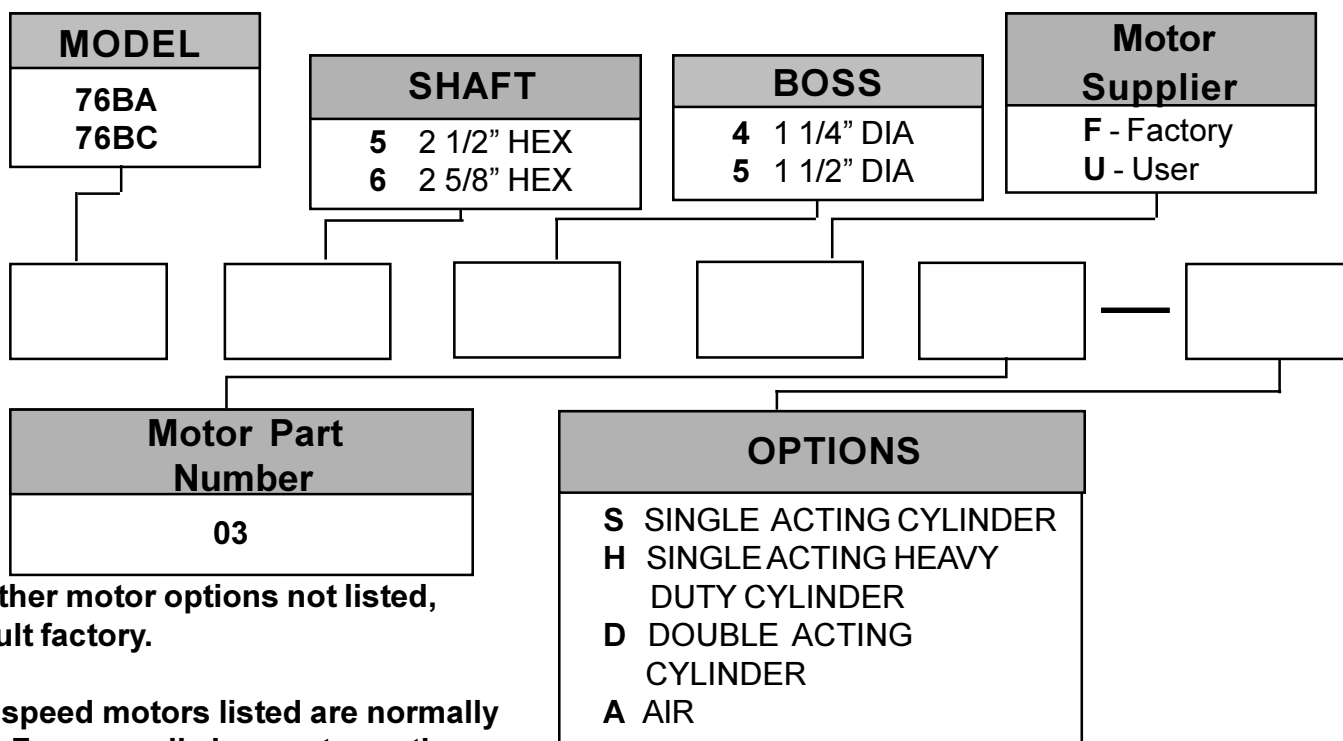 MODEL
76BA
76BC
SHAFT
5 2 1/2” HEX
6 2 5/8” HEX
BOSS
4 1 1/4” DIA
5 1 1/2” DIA
Motor
Supplier
F - Factory
U - User
Motor Part
Number
03
OPTIONS
S SINGLE ACTING CYLINDER
H SINGLE ACTING HEAVY
DUTY CYLINDER
D DOUBLE ACTING
CYLINDER
A AIR
ther motor options not listed,
ult factory.
speed motors listed are normally